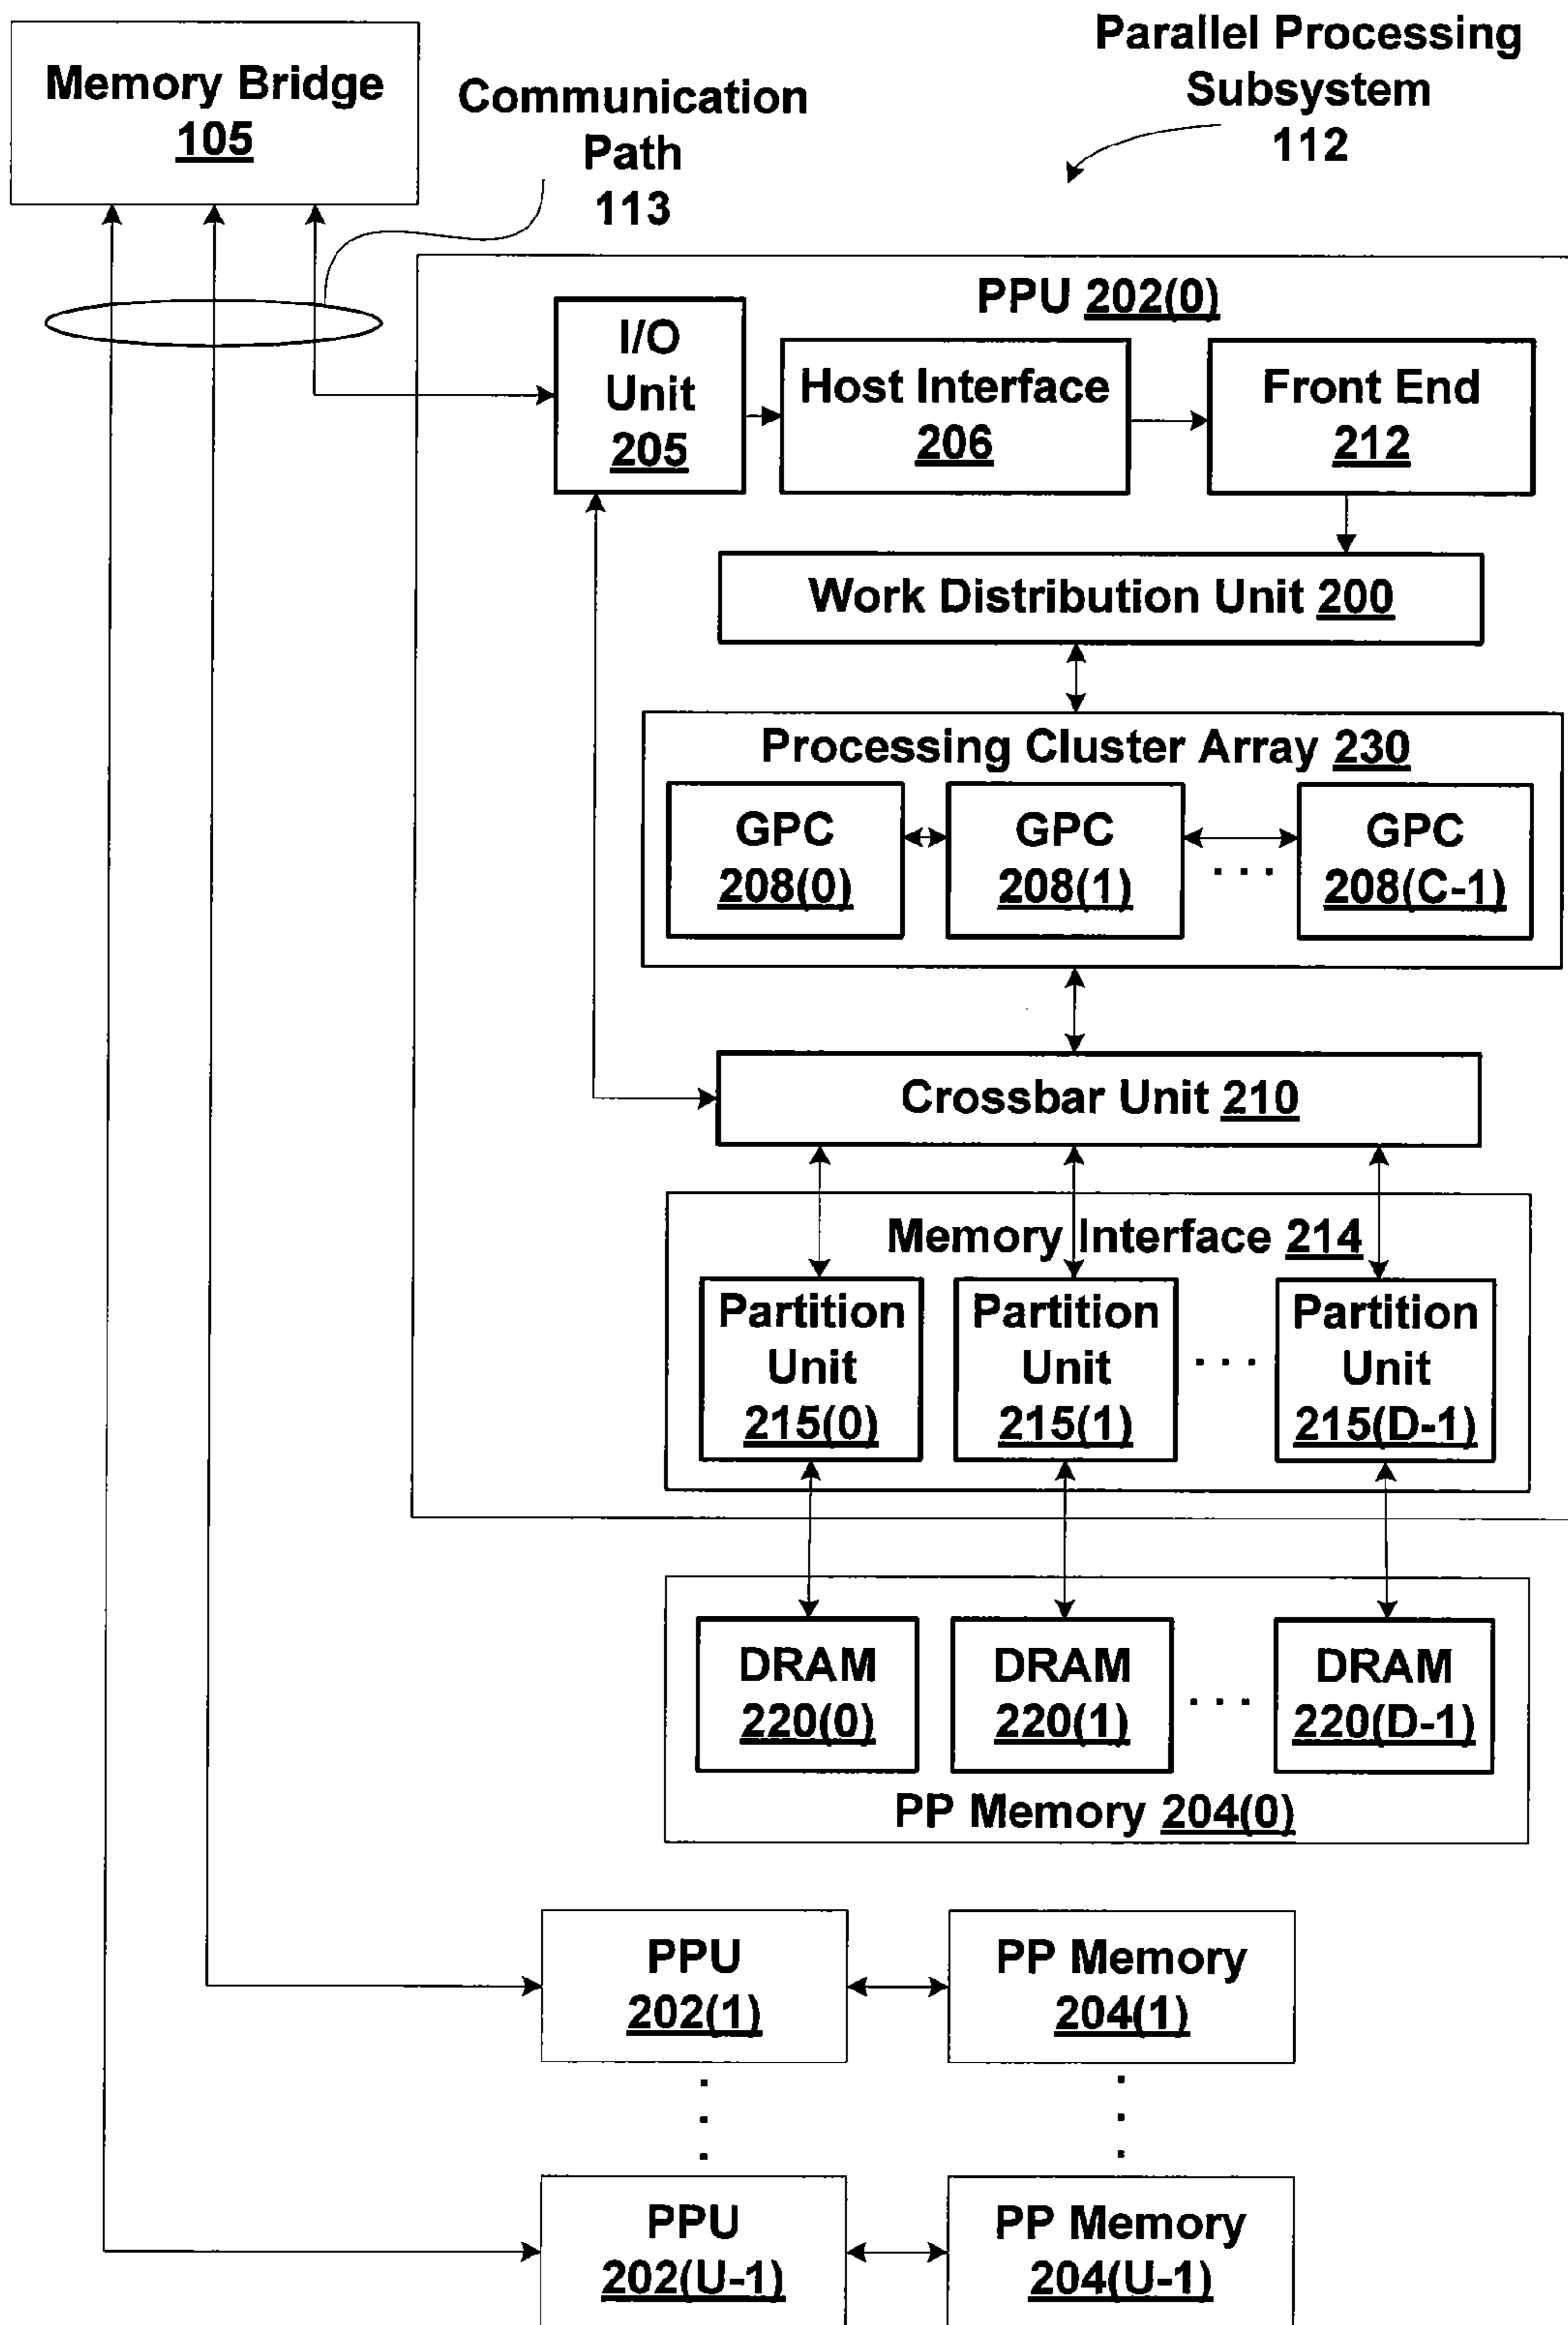 Memory Bridge
105
Communication
Path
113
Parallel Processing
Subsystem
112
PPU 202(0)
I/O
Unit
205
Host Interface
206
Front End
212
Work Distribution Unit 200
Processing Cluster Array 230
GPC
208(0)
GPC
208(1)
. . .
GPC
208(C-1)
Crossbar Unit 210
Memory Interface 214
Partition
Unit
215(0)
Partition
Unit
215(1)
. . .
Partition
Unit
215(D-1)
DRAM
220(0)
DRAM
220(1)
. . .
DRAM
220(D-1)
PP Memory 204(0)
PPU
202(1)
PP Memory
204(1)
PPU
202(U-1)
PP Memory
204(U-1)